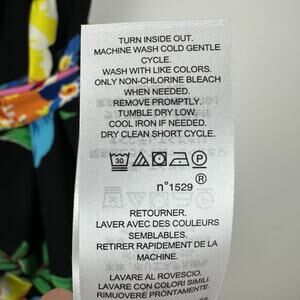 TURN INSIDE OUT.
MACHINE WASH COLD GENTLE
CYCLE.
WASH WITH LIKE COLORS.
ONLY NON-CHLORINE BLEACH
WHEN NEEDED.
REMOVE PROMPTLY.
TUMBLE DRY LOW.
COOL IRON IF NEEDED.
DRY CLEAN SHORT CYCLE.
30 P
®
n°1529
RETOURNER.
LAVER AVEC DES COULEURS
SEMBLABLES.
RETIRER RAPIDEMENT DE LA
MACHINE.
LAVARE AL ROVESCIO.
LAVARE CON COLORI SIMILI.
RIMUOVERE PRONTAMENTE